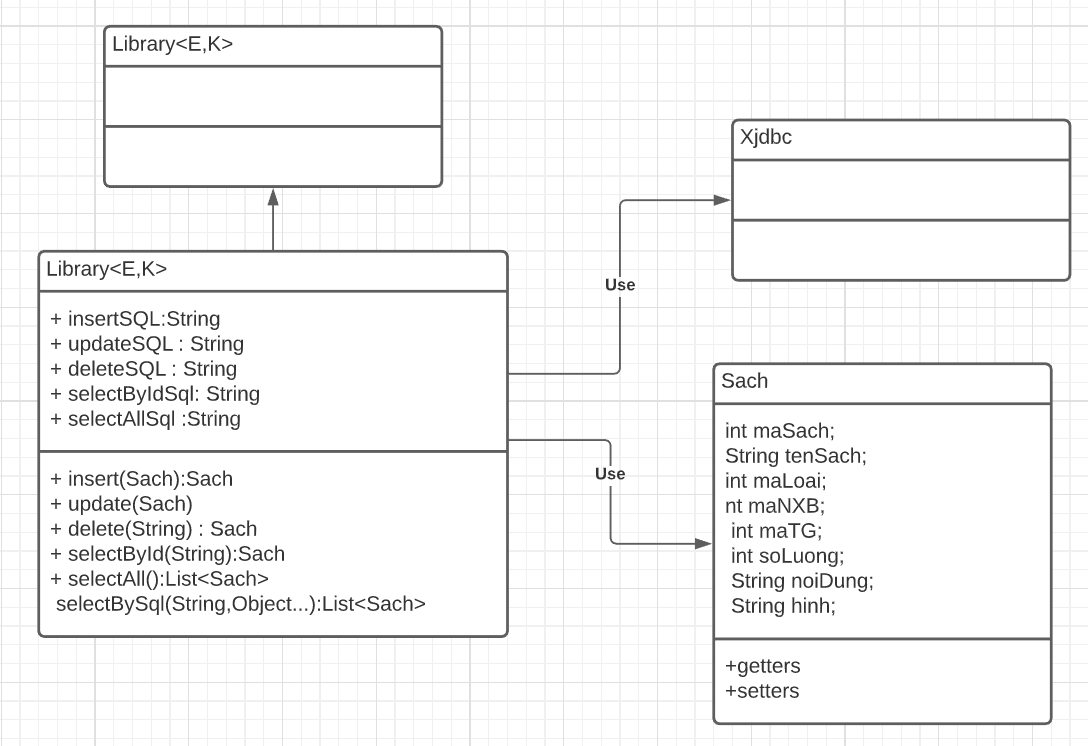 Library<E,K>
Library<E,K>
+ insertSQL:String
+ updateSQL : String
+ deleteSQL : String
+ selectByIdSql: String
+ selectAllSql :String
+ insert(Sach):Sach
+ update(Sach)
+ delete(String) : Sach
+ selectById(String):Sach
+ selectAll():List<Sach>
selectBySql(String,Object...):List<Sach>
Use
Use
Xjdbc
Sach
int maSach;
String tenSach;
int maLoai;
nt maNXB;
int maTG;
int soLuong;
String noiDung;
String hinh;
+getters
+setters